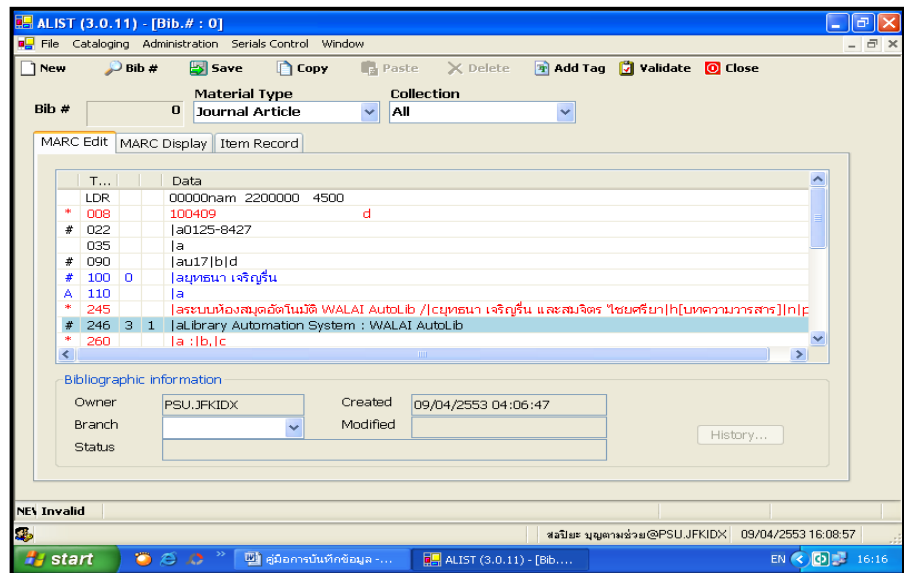 ALIST (3.0.11) - [Bib.# : 0]
File Cataloging Administration Serials Control Window
New Bib # Save Copy Paste Delete Add Tag Validate Close
Material Type Collection
Bib # 0 Journal Article All
MARC Edit MARC Display Item Record
T... Data
LDR 00000nam 2200000 4500
* 008 100409 d
# 022 |a0125-8427
035 |a
# 090 |aบ17|b|d
# 100 0 |aยุทธนา เจริญรื่น
A 110 |a
* 245 |aระบบห้องสมุดอัตโนมัติ WALAI AutoLib /|cยุทธนา เจริญรื่น และสมจิตร ไชยศรียา|h[บทความวารสาร]|n|p
# 246 3 1 |aLibrary Automation System : WALAI AutoLib
* 260 |a :|b,|c
Bibliographic information
Owner PSU.JFKIDX Created 09/04/2553 04:06:47
Branch Modified
History...
Status
NEW Invalid
สอปิยะ บุญตามช่วย@PSU.JFKIDX 09/04/2553 16:08:57
start คู่มือการบันทึกข้อมูล -... ALIST (3.0.11) - [Bib.... EN 16:16